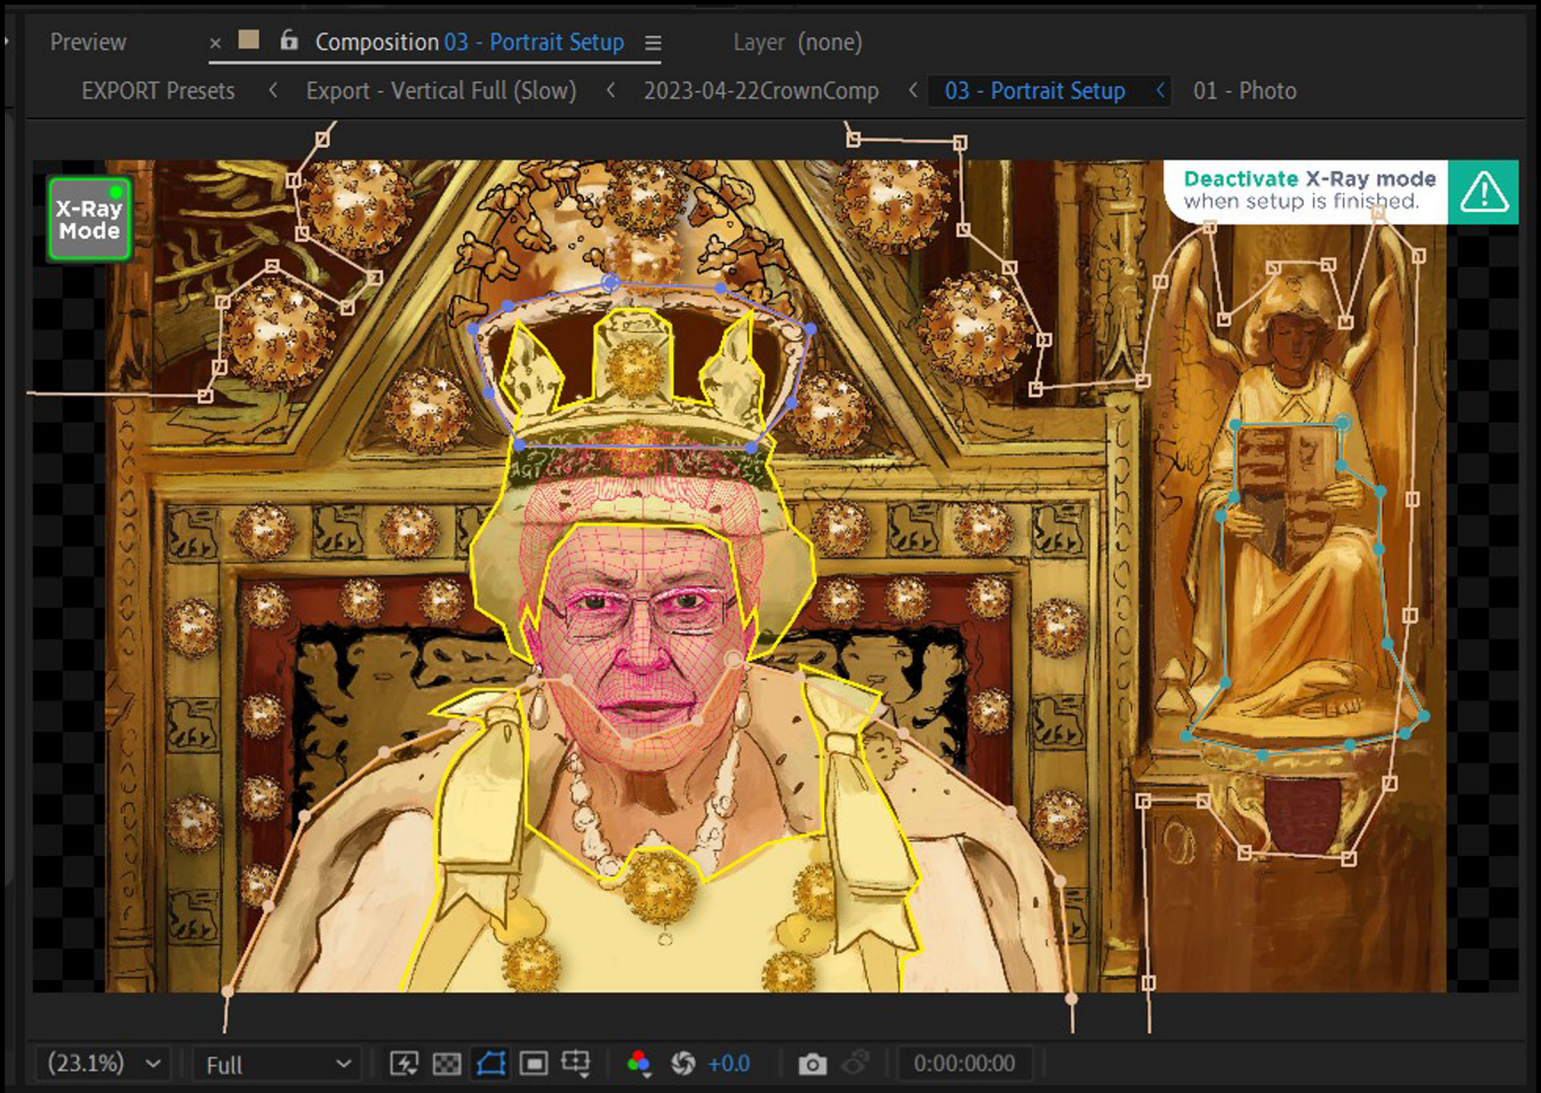 Preview
× Composition 03 - Portrait Setup
Layer (none)
EXPORT Presets < Export - Vertical Full (Slow) < 2023-04-22CrownComp < 03 - Portrait Setup < 01 - Photo
X-Ray
Mode
Deactivate X-Ray mode
when setup is finished.
(23.1%)
Full
+0.0
0:00:00:00